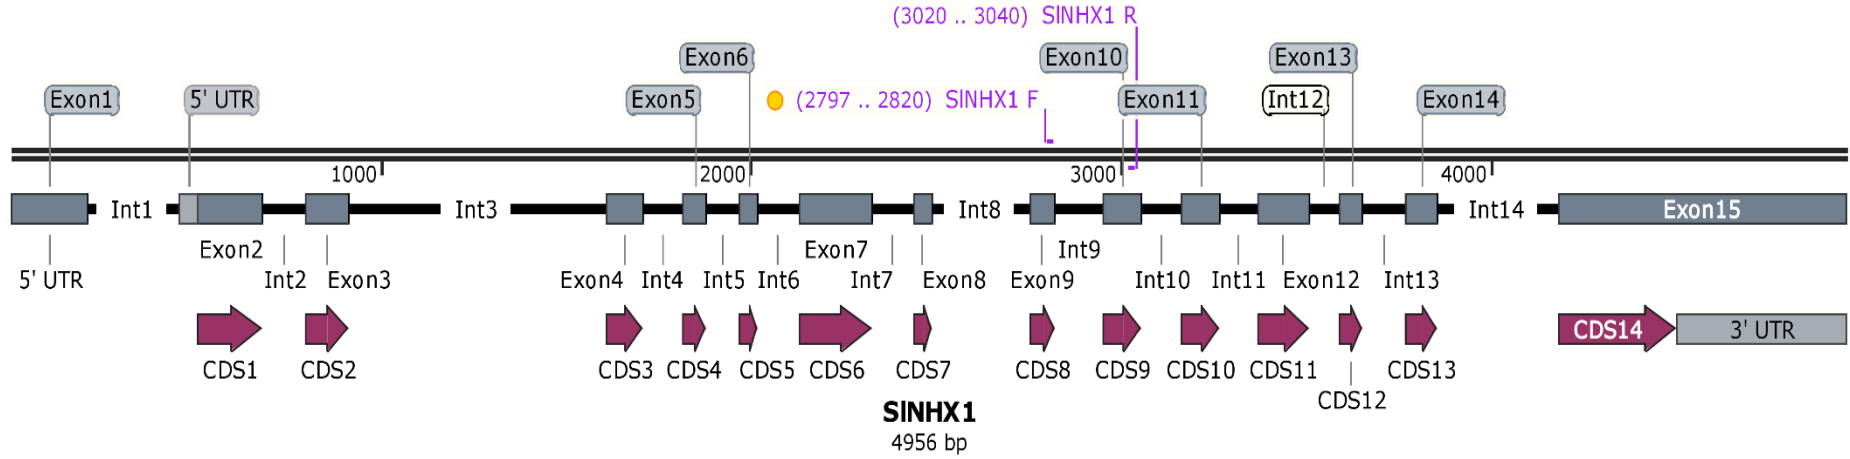 (3020 .. 3040)  SlNHX1 R
Exon6 Exon10 Exon13
Exon1 5' UTR Exon5 (2797 .. 2820)  SlNHX1 F Exon11 Int12 Exon14
1000 2000 3000 4000
Int1 Int3 Int8 Int14 Exon15
Exon2 Exon7 Int9
5' UTR Int2 Exon3 Exon4 Int4 Int5 Int6 Int7 Exon8 Exon9 Int10 Int11 Exon12 Int13
CDS14 3' UTR
CDS1 CDS2 CDS3 CDS4 CDS5 CDS6 CDS7 CDS8 CDS9 CDS10 CDS11 CDS13
CDS12
SlNHX1
4956 bp